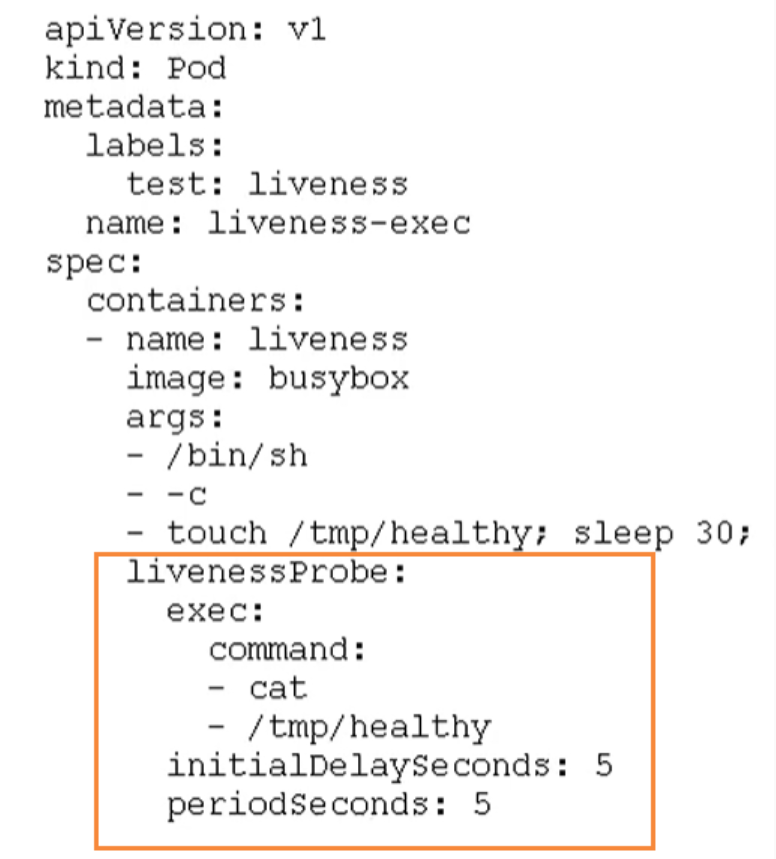 apiVersion: v1
kind: Pod
metadata:
  labels:
    test: liveness
  name: liveness-exec
spec:
  containers:
  - name: liveness
    image: busybox
    args:
    - /bin/sh
    - -c
    - touch /tmp/healthy; sleep 30;
    livenessProbe:
      exec:
        command:
        - cat
        - /tmp/healthy
      initialDelaySeconds: 5
      periodSeconds: 5